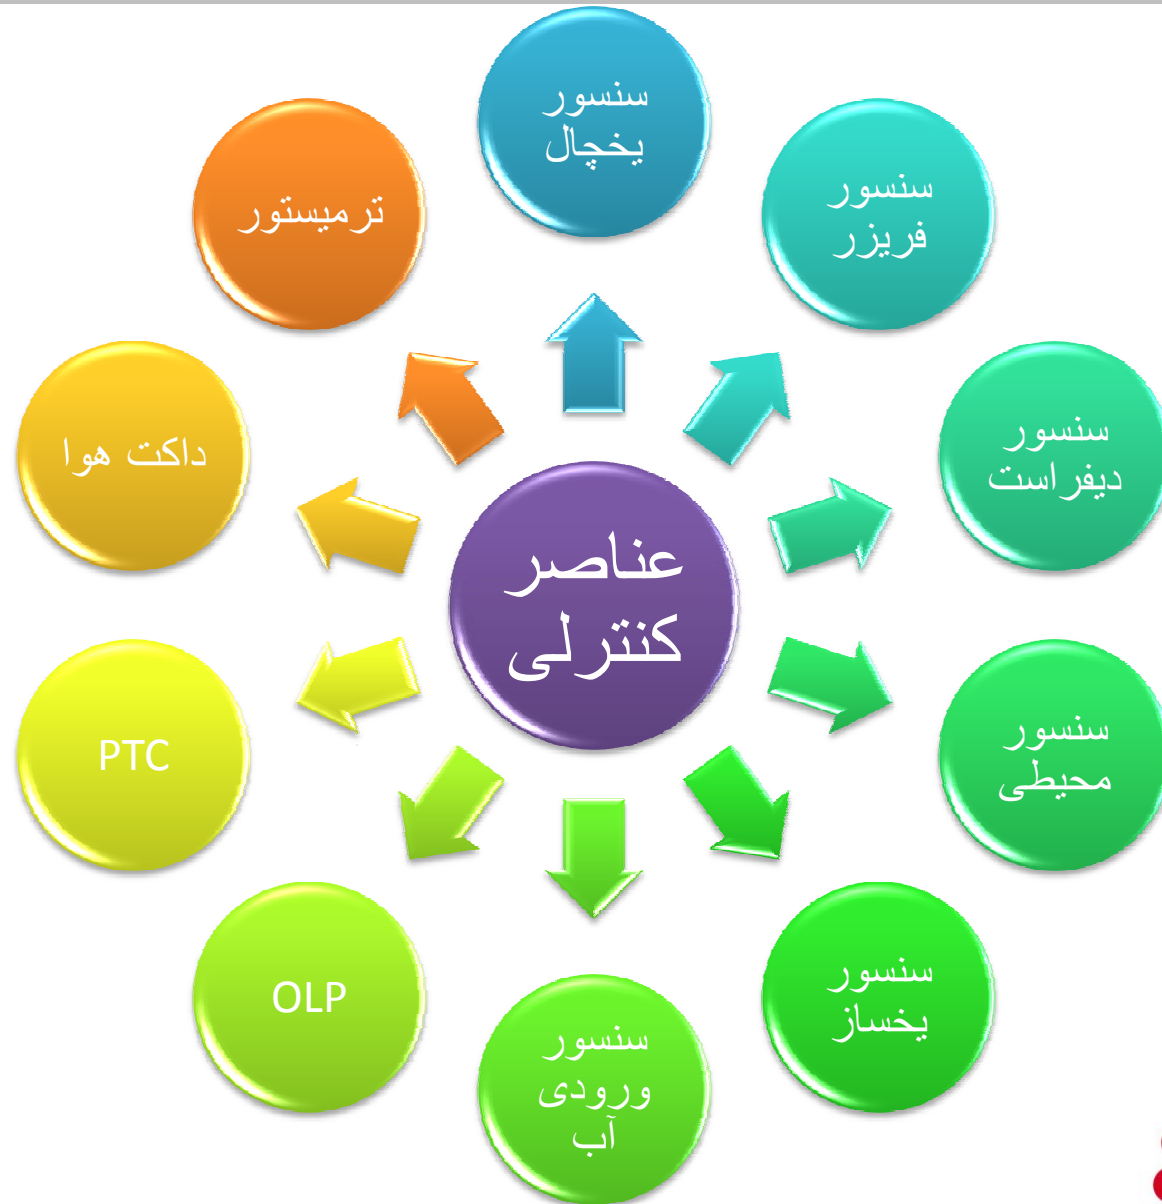 عناصر
کنترلی
سنسور
یخچال
سنسور
فریزر
سنسور
دیفراست
سنسور
محیطی
سنسور
یخساز
سنسور
ورودی
آب
OLP
PTC
داکت هوا
ترمیستور